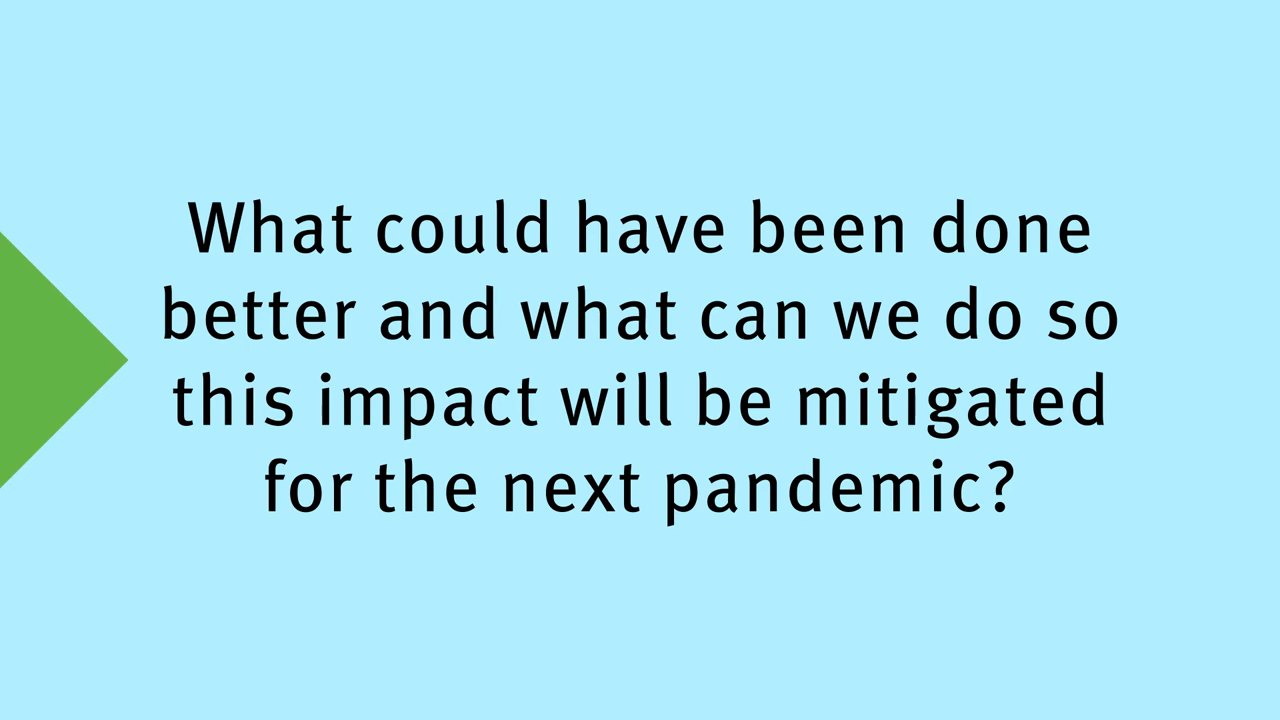 What could have been done
better and what can we do so
this impact will be mitigated
for the next pandemic?